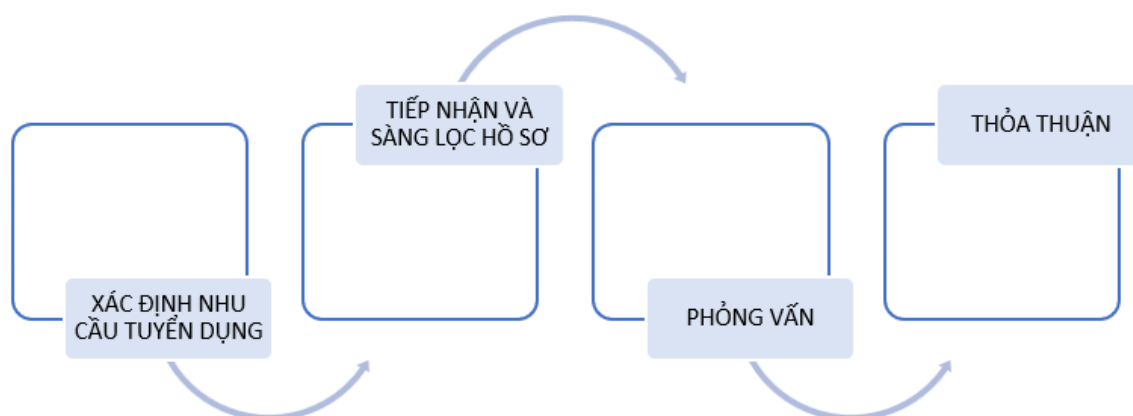 XÁC ĐỊNH NHU
CẦU TUYỂN DỤNG
TIẾP NHẬN VÀ
SÀNG LỌC HỒ SƠ
PHỎNG VẤN
THỎA THUẬN